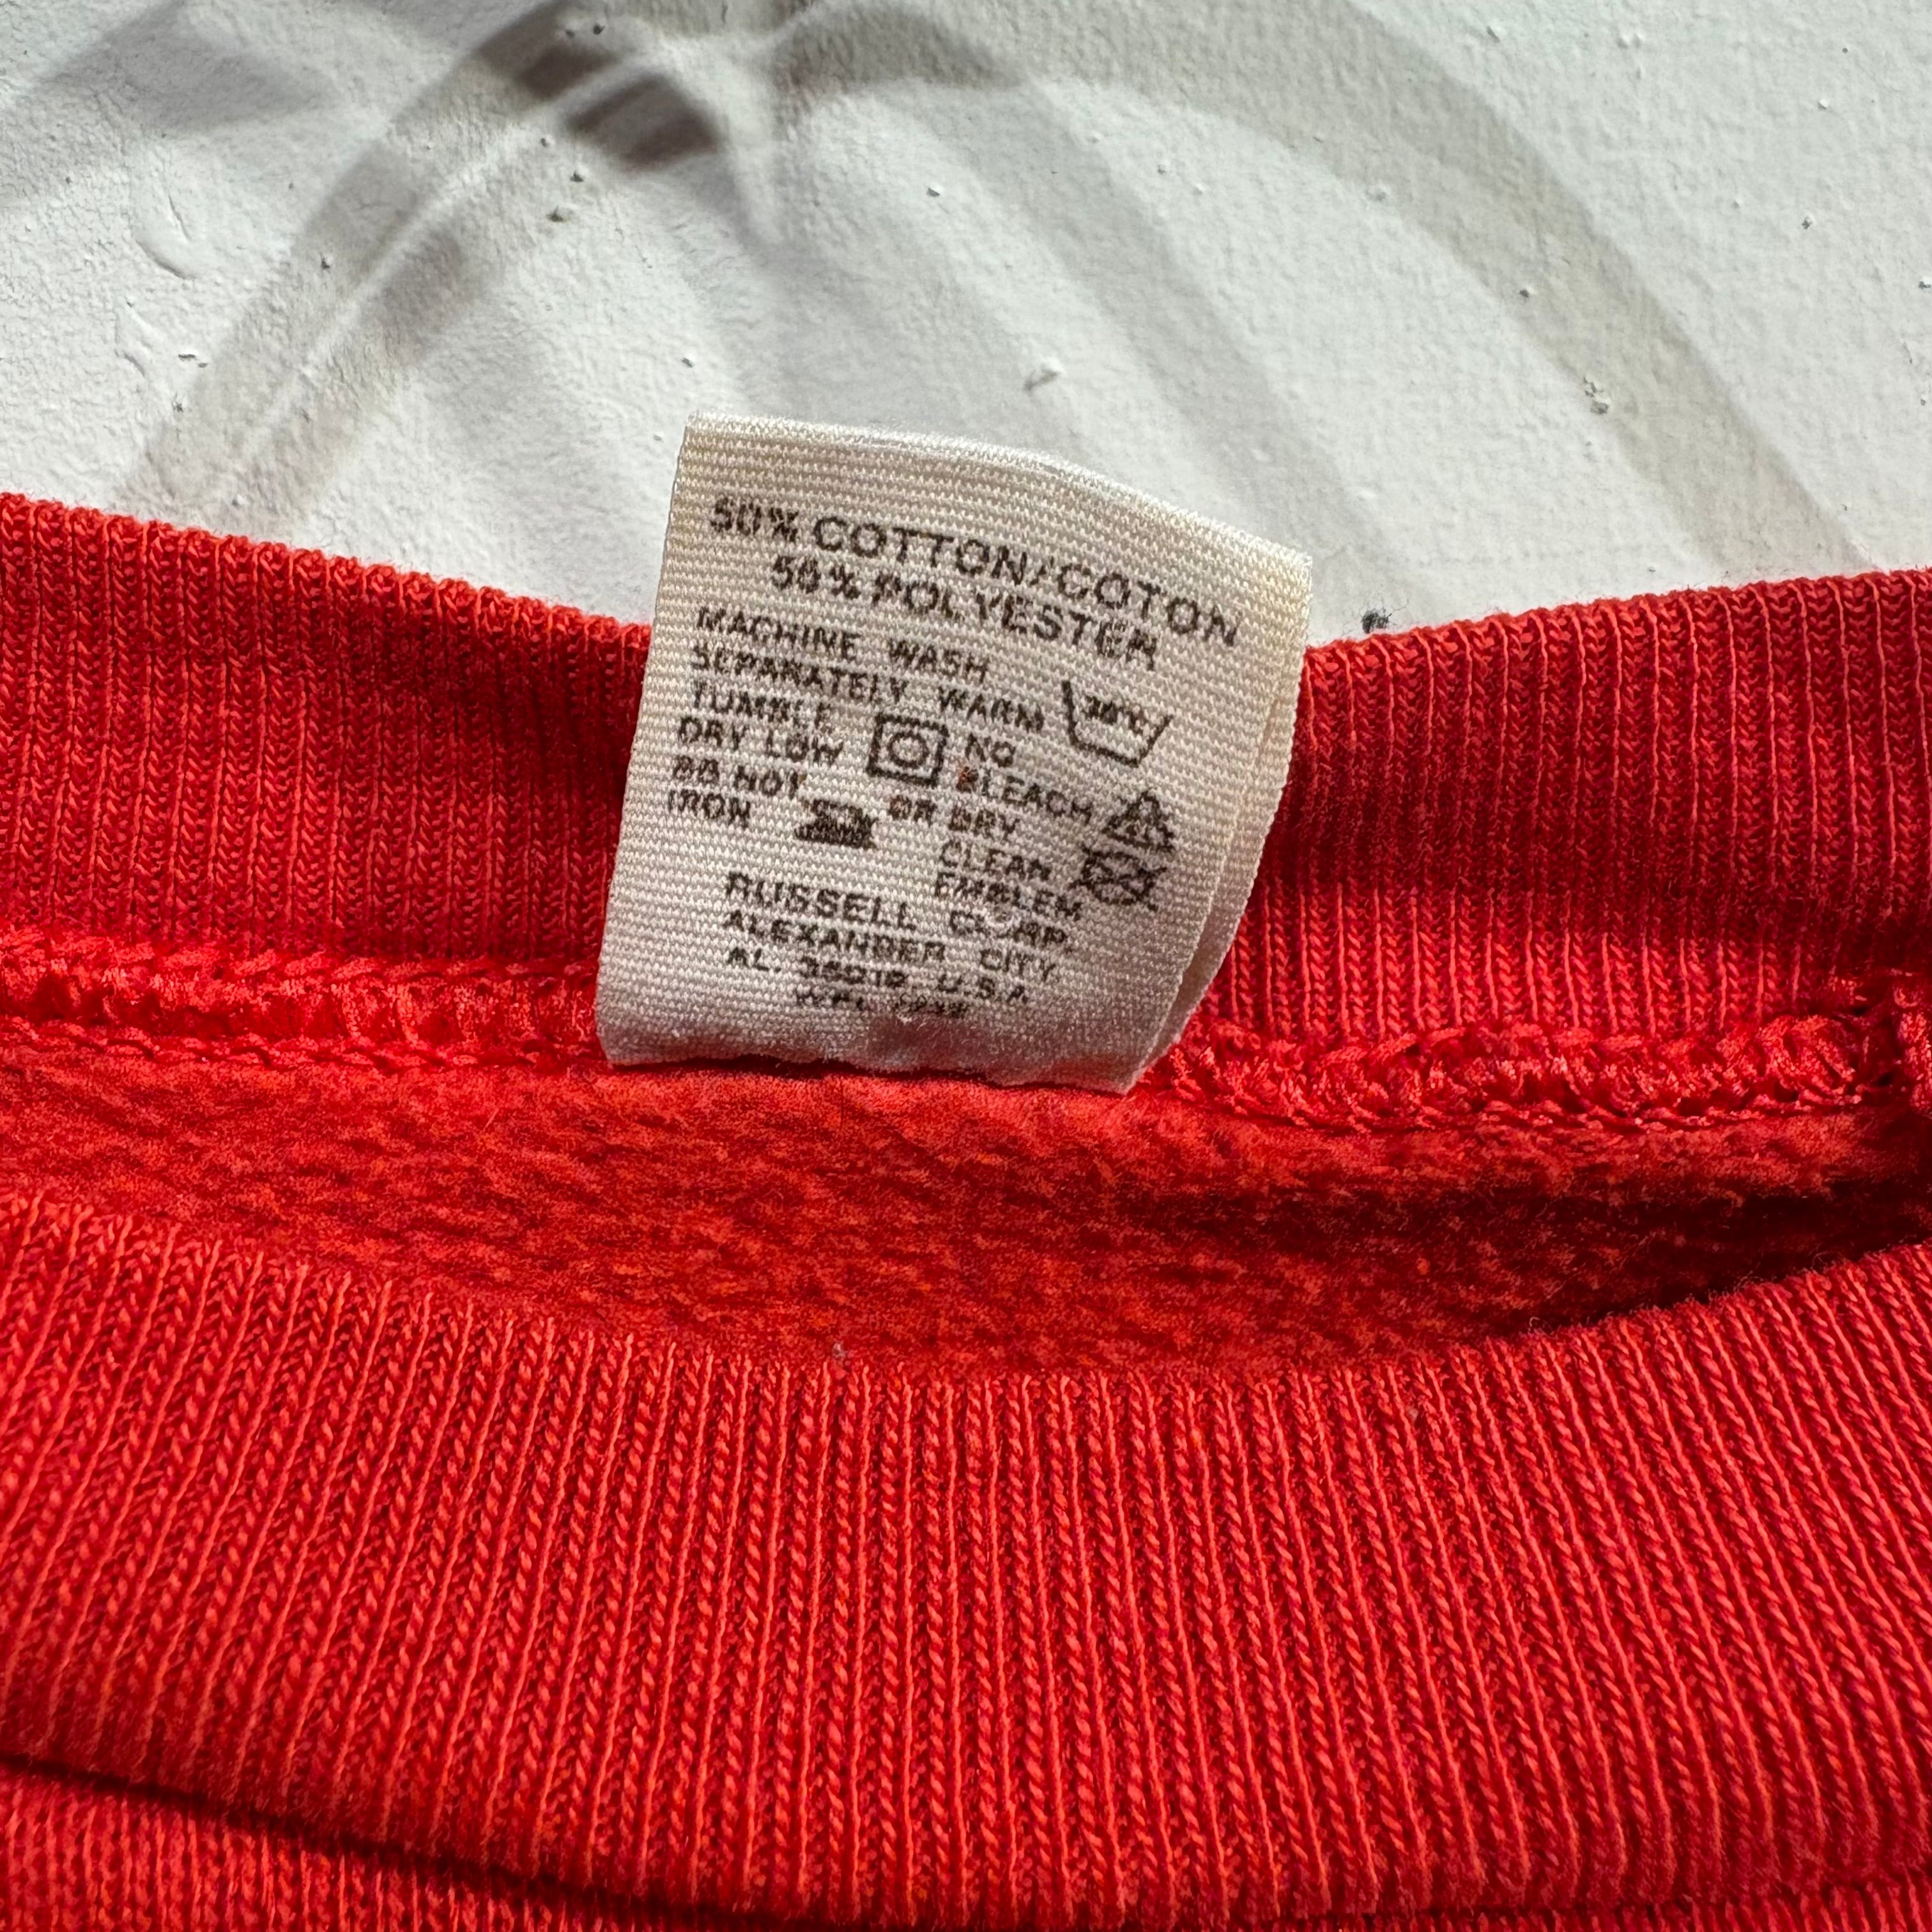 50% COTTON/COTON
50% POLYESTER
MACHINE WASH
SEPARATELY WARM
TUMBLE
DRY LOW
NO
BLEACH
DO NOT
IRON
OR DRY
CLEAN
EMBLEM
RUSSELL CORP.
ALEXANDER CITY,
AL. U.S.A
WPL